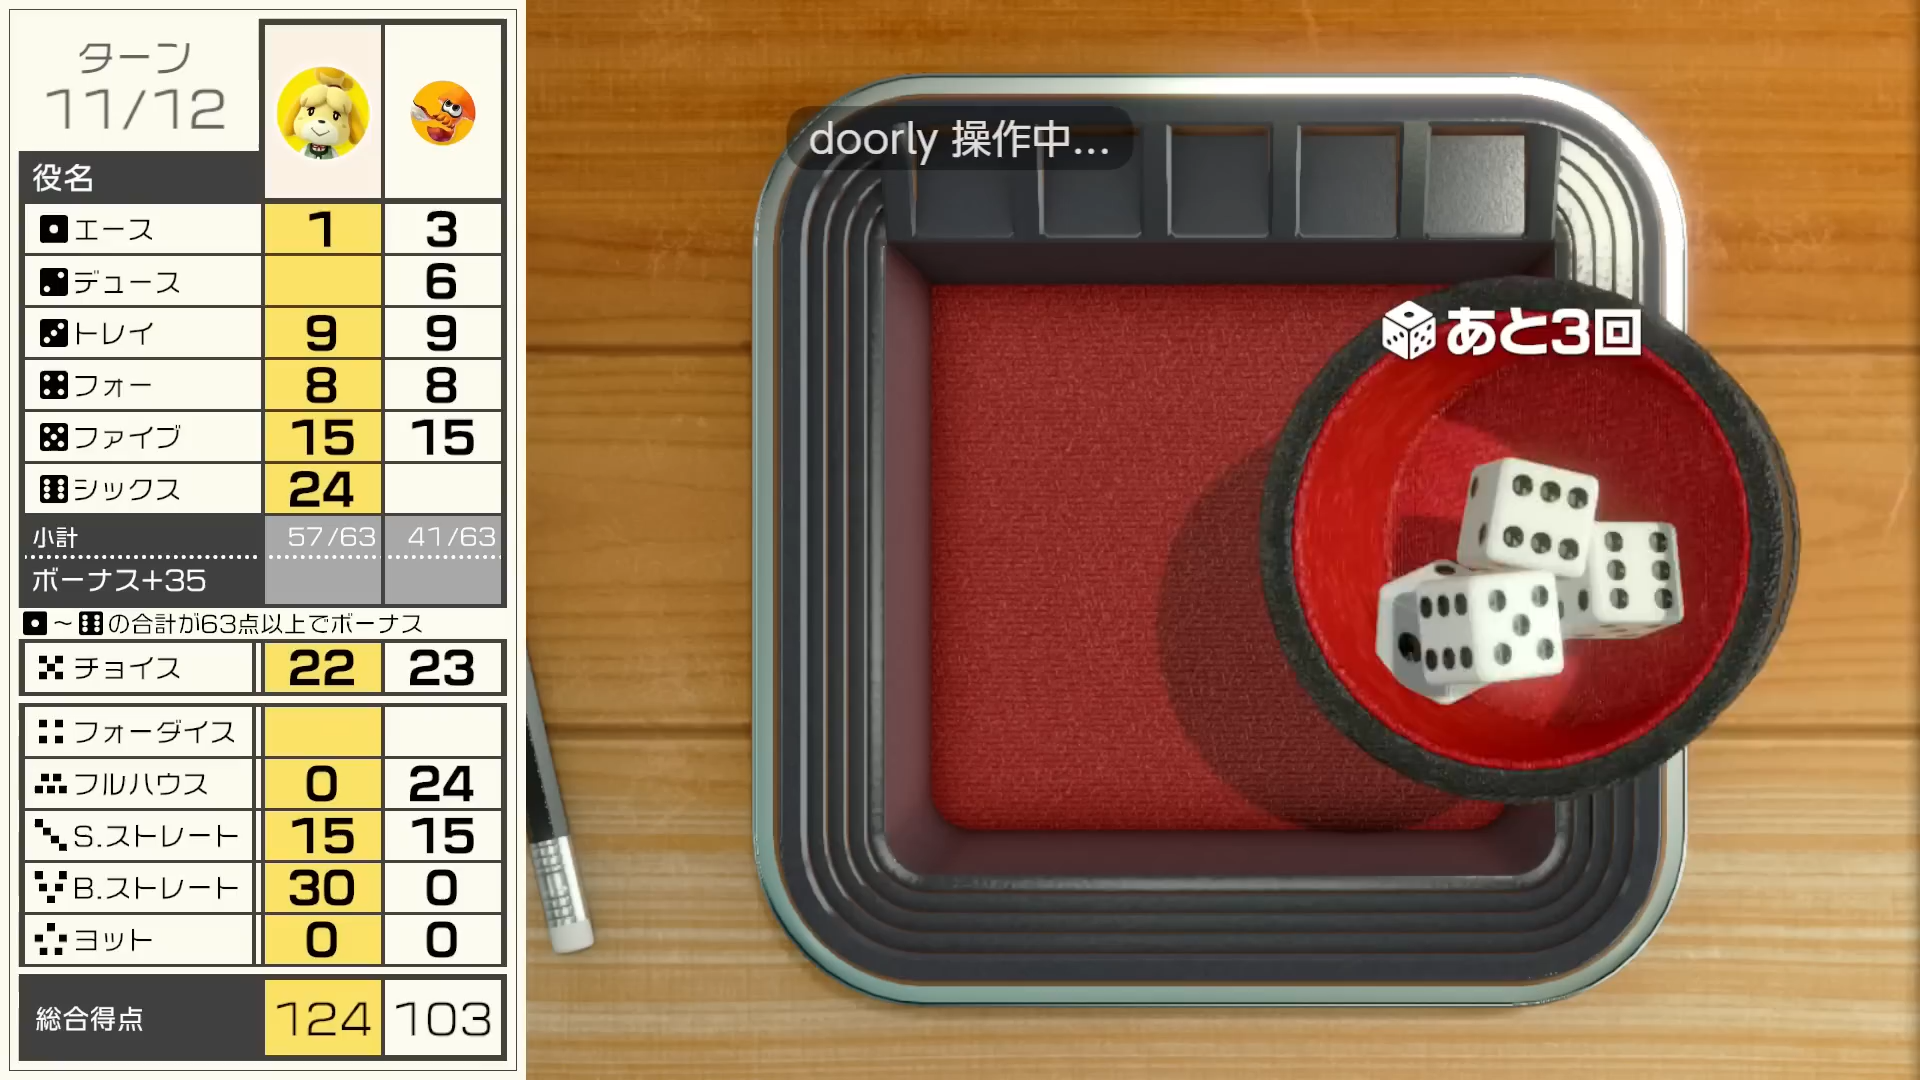 ターン
11/12
役名
エース 1 3
デュース 6
トレイ 9 9
フォー 8 8
ファイブ 15 15
シックス 24
小計 57/63 41/63
ボーナス+35
~の合計が63点以上でボーナス
チョイス 22 23
フォーダイス
フルハウス 0 24
S.ストレート 15 15
B.ストレート 30 0
ヨット 0 0
総合得点 124 103
doorly 操作中...
あと3回